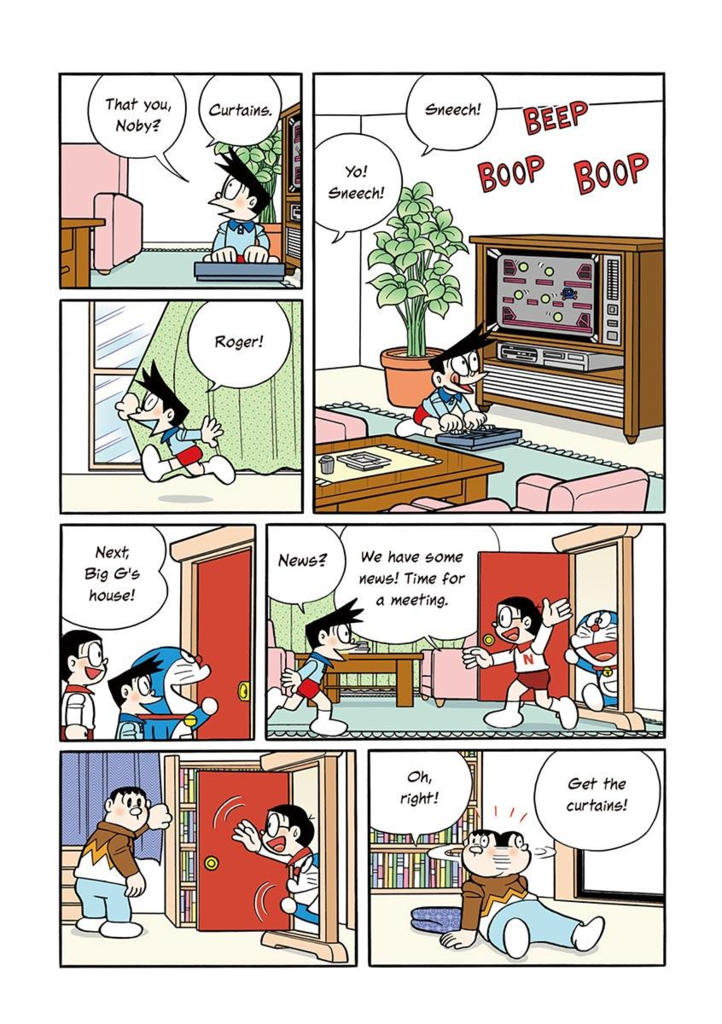 BEEP
BOOP BOOP
Sneech!
Yo!
Sneech!
Curtains.
That you,
Noby?
Roger!
We have some
news! Time for
a meeting.
News?
N
Next,
Big G's
house!
Get the
curtains!
Oh,
right!